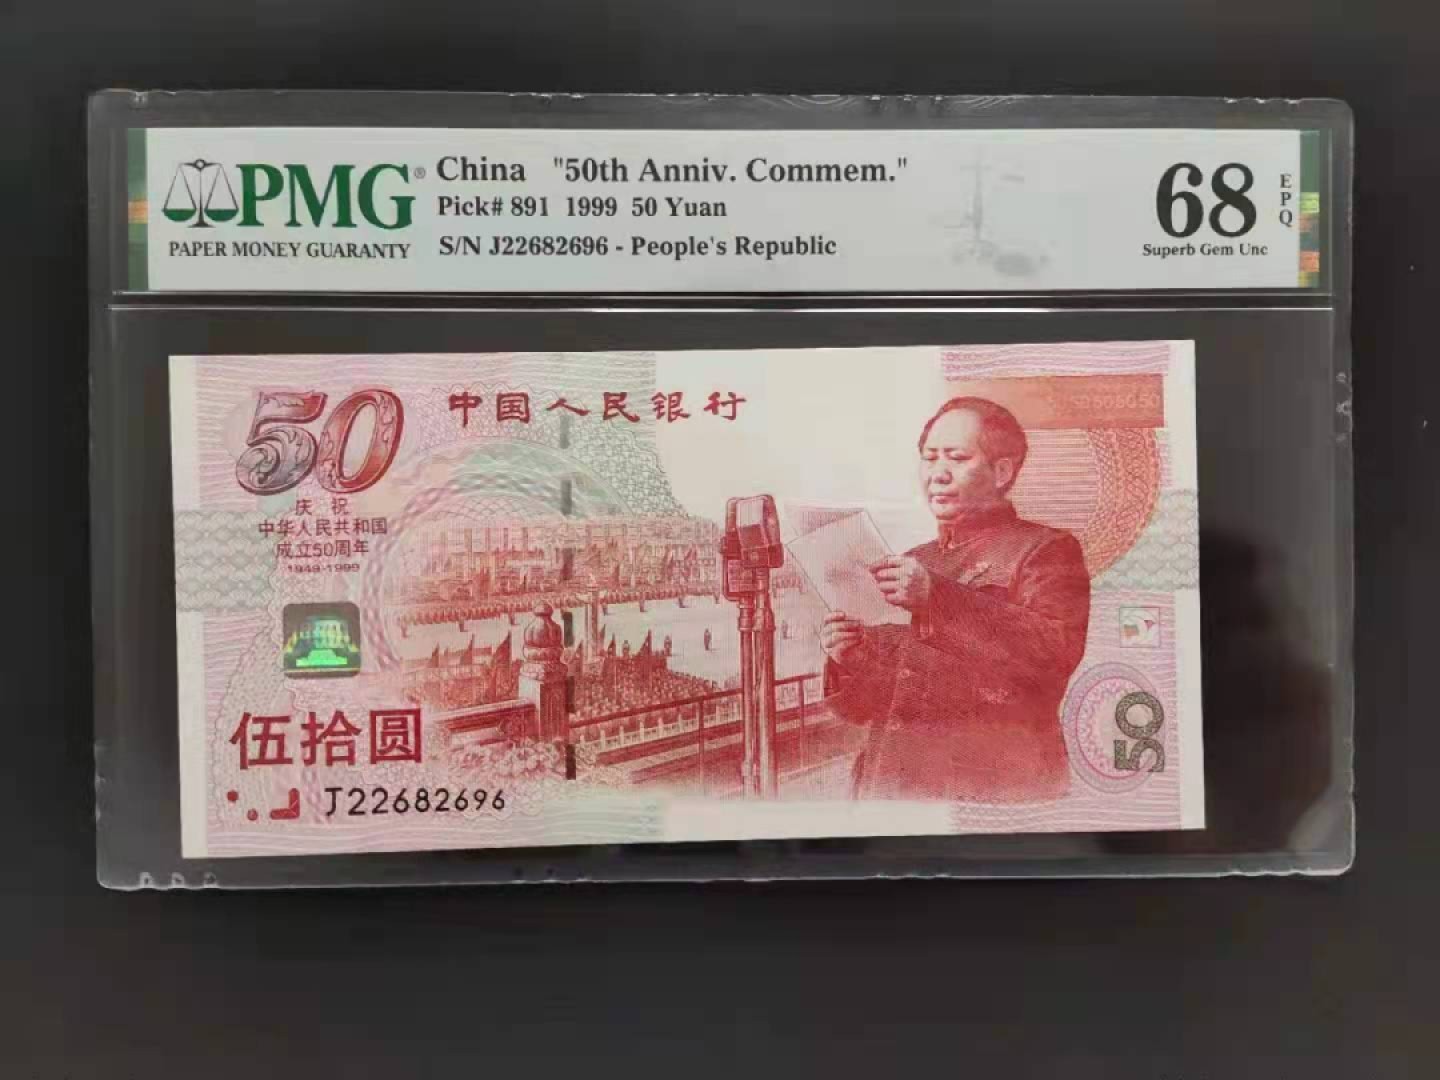 PMG®
PAPER MONEY GUARANTY
China "50th Anniv. Commem."
Pick# 891 1999 50 Yuan
S/N J22682696 - People's Republic
68
EPQ
Superb Gem Unc
50
中国人民银行
庆祝
中华人民共和国
成立50周年
1949-1999
50505050
伍拾圆
J22682696
50